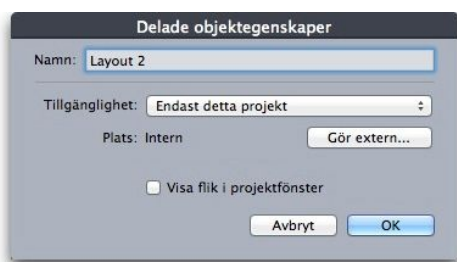 Delade objektegenskaper
Namn: Layout 2
Tillgänglighet: Endast detta projekt
Plats: Intern Gör extern...
Visa flik i projektfönster
Avbryt OK